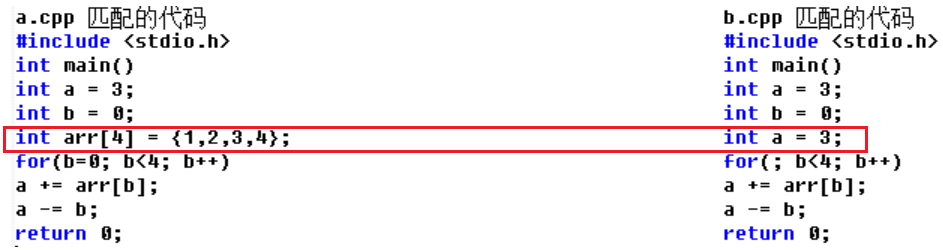 a.cpp 匹配的代码
#include <stdio.h>
int main()
int a = 3;
int b = 0;
int arr[4] = {1,2,3,4};
for(b=0; b<4; b++)
a += arr[b];
a -= b;
return 0;
b.cpp 匹配的代码
#include <stdio.h>
int main()
int a = 3;
int b = 0;
int a = 3;
for(; b<4; b++)
a += arr[b];
a -= b;
return 0;